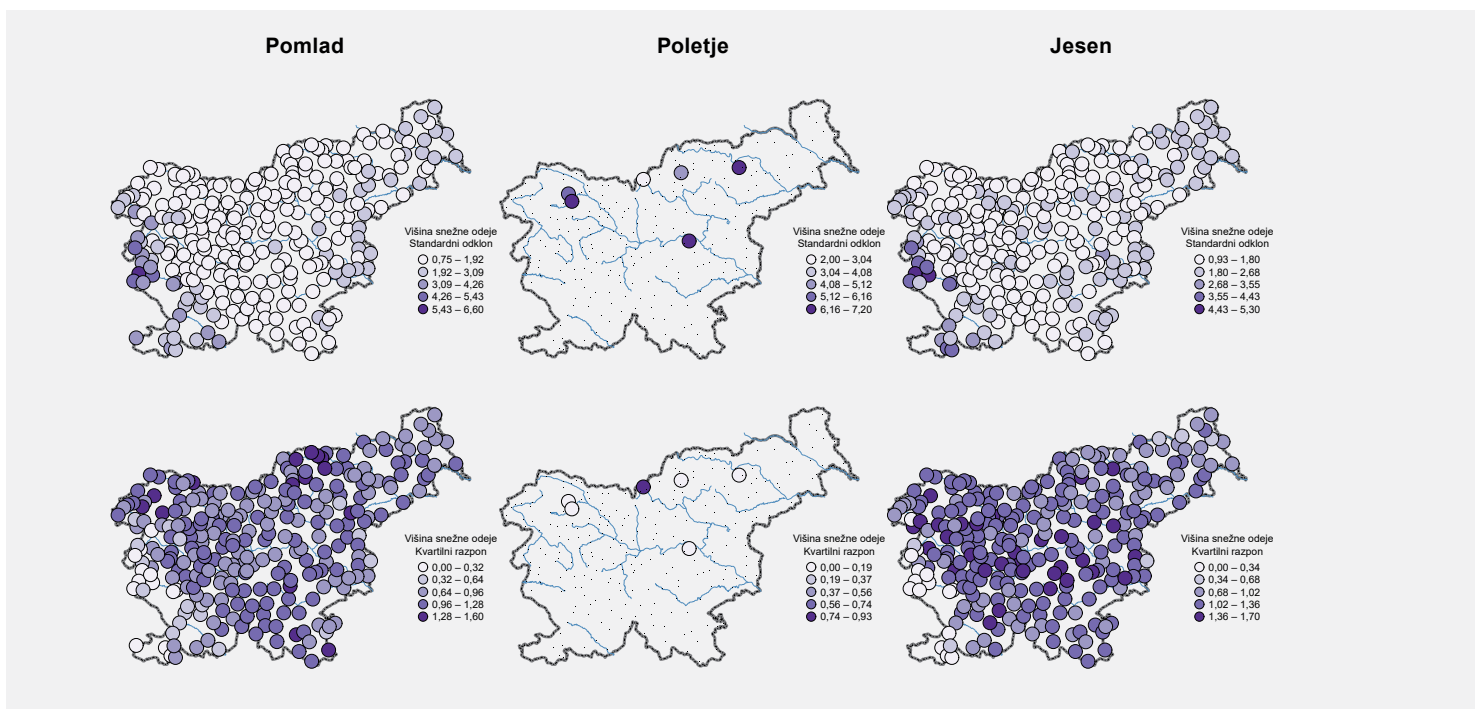 Pomlad
Poletje
Jesen
Višina snežne odeje
Standardni odklon
0,75 – 1,92
1,92 – 3,09
3,09 – 4,26
4,26 – 5,43
5,43 – 6,60
Višina snežne odeje
Standardni odklon
2,00 – 3,04
3,04 – 4,08
4,08 – 5,12
5,12 – 6,16
6,16 – 7,20
Višina snežne odeje
Standardni odklon
0,93 – 1,80
1,80 – 2,68
2,68 – 3,55
3,55 – 4,43
4,43 – 5,30
Višina snežne odeje
Kvartilni razpon
0,00 – 0,32
0,32 – 0,64
0,64 – 0,96
0,96 – 1,28
1,28 – 1,60
Višina snežne odeje
Kvartilni razpon
0,00 – 0,19
0,19 – 0,37
0,37 – 0,56
0,56 – 0,74
0,74 – 0,93
Višina snežne odeje
Kvartilni razpon
0,00 – 0,34
0,34 – 0,68
0,68 – 1,02
1,02 – 1,36
1,36 – 1,70